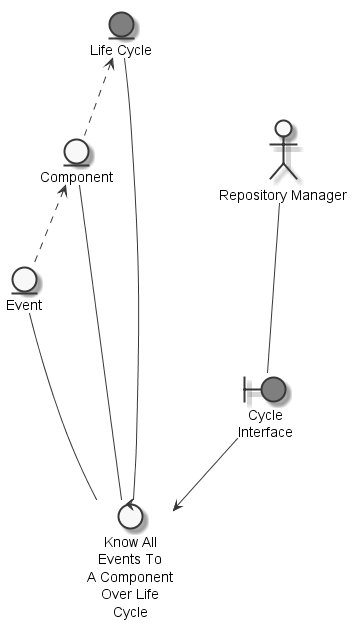 Life Cycle
Component
Repository Manager
Event
Cycle
Interface
Know All
Events To
A Component
Over Life
Cycle